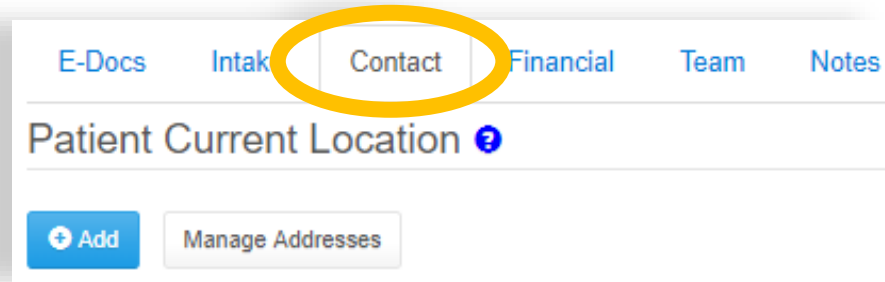 E-Docs Intak Contact Financial Team Notes
Patient Current Location ?
Add Manage Addresses